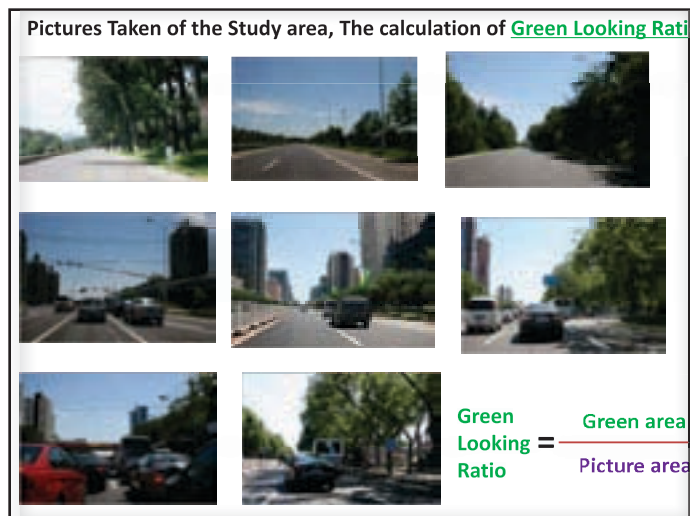 Pictures Taken of the Study area, The calculation of Green Looking Rati
Green
Looking
Ratio
=
Green area
Picture area